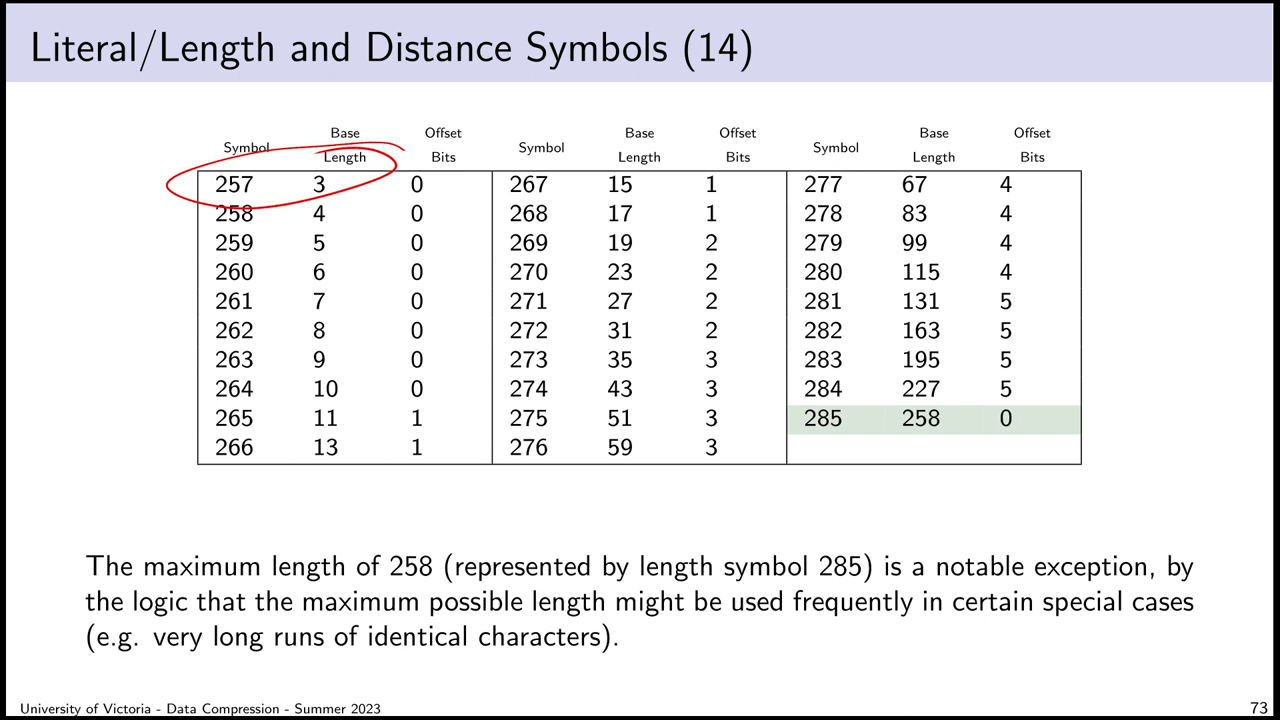 Literal/Length and Distance Symbols (14)
Symbol Base Length Offset Bits Symbol Base Length Offset Bits Symbol Base Length Offset Bits
257 3 0 267 15 1 277 67 4
258 4 0 268 17 1 278 83 4
259 5 0 269 19 2 279 99 4
260 6 0 270 23 2 280 115 4
261 7 0 271 27 2 281 131 5
262 8 0 272 31 2 282 163 5
263 9 0 273 35 3 283 195 5
264 10 0 274 43 3 284 227 5
265 11 1 275 51 3 285 258 0
266 13 1 276 59 3
The maximum length of 258 (represented by length symbol 285) is a notable exception, by
the logic that the maximum possible length might be used frequently in certain special cases
(e.g. very long runs of identical characters).
University of Victoria - Data Compression - Summer 2023
73